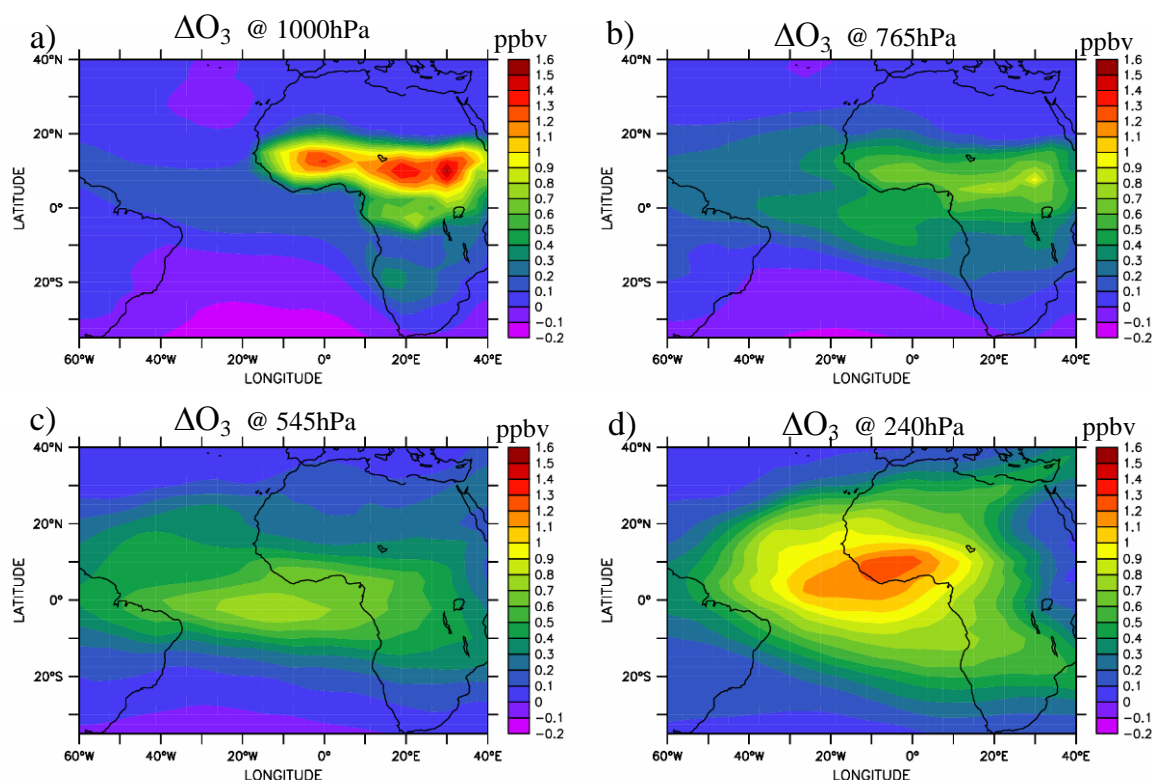 a) ΔO₃ @ 1000hPa ppbv
40°N
20°N
0°
20°S
LATITUDE
60°W 40°W 20°W 0° 20°E 40°E
LONGITUDE
1.6
1.5
1.4
1.3
1.2
1.1
1
0.9
0.8
0.7
0.6
0.5
0.4
0.3
0.2
0.1
0
−0.1
−0.2
b) ΔO₃ @ 765hPa ppbv
40°N
20°N
0°
20°S
LATITUDE
60°W 40°W 20°W 0° 20°E 40°E
LONGITUDE
1.6
1.5
1.4
1.3
1.2
1.1
1
0.9
0.8
0.7
0.6
0.5
0.4
0.3
0.2
0.1
0
−0.1
−0.2
c) ΔO₃ @ 545hPa ppbv
40°N
20°N
0°
20°S
LATITUDE
60°W 40°W 20°W 0° 20°E 40°E
LONGITUDE
1.6
1.5
1.4
1.3
1.2
1.1
1
0.9
0.8
0.7
0.6
0.5
0.4
0.3
0.2
0.1
0
−0.1
−0.2
d) ΔO₃ @ 240hPa ppbv
40°N
20°N
0°
20°S
LATITUDE
60°W 40°W 20°W 0° 20°E 40°E
LONGITUDE
1.6
1.5
1.4
1.3
1.2
1.1
1
0.9
0.8
0.7
0.6
0.5
0.4
0.3
0.2
0.1
0
−0.1
−0.2